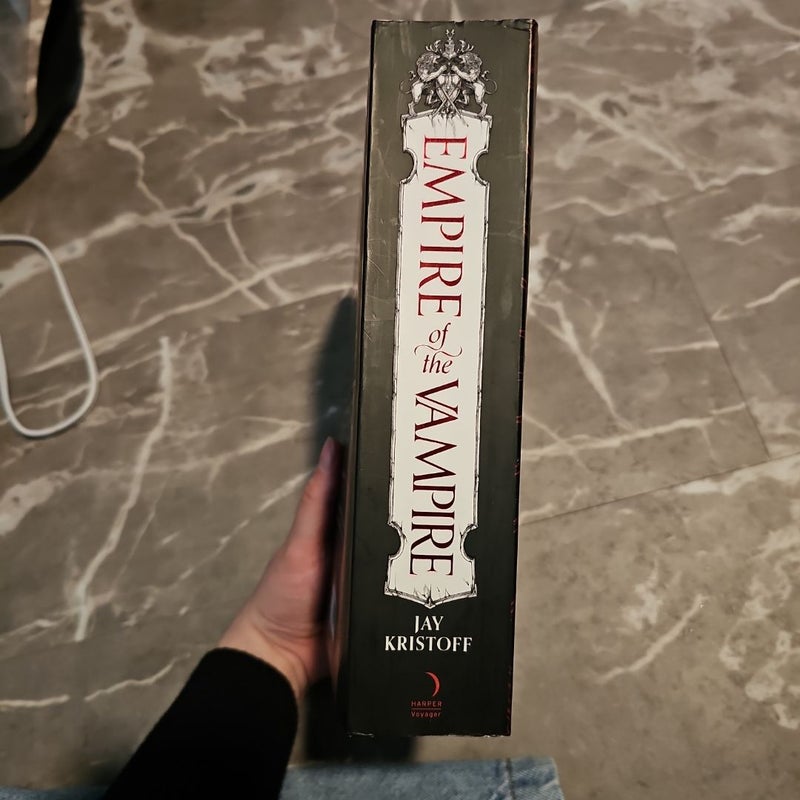 EMPIRE
of
the
VAMPIRE
JAY
KRISTOFF
HARPER
Voyager